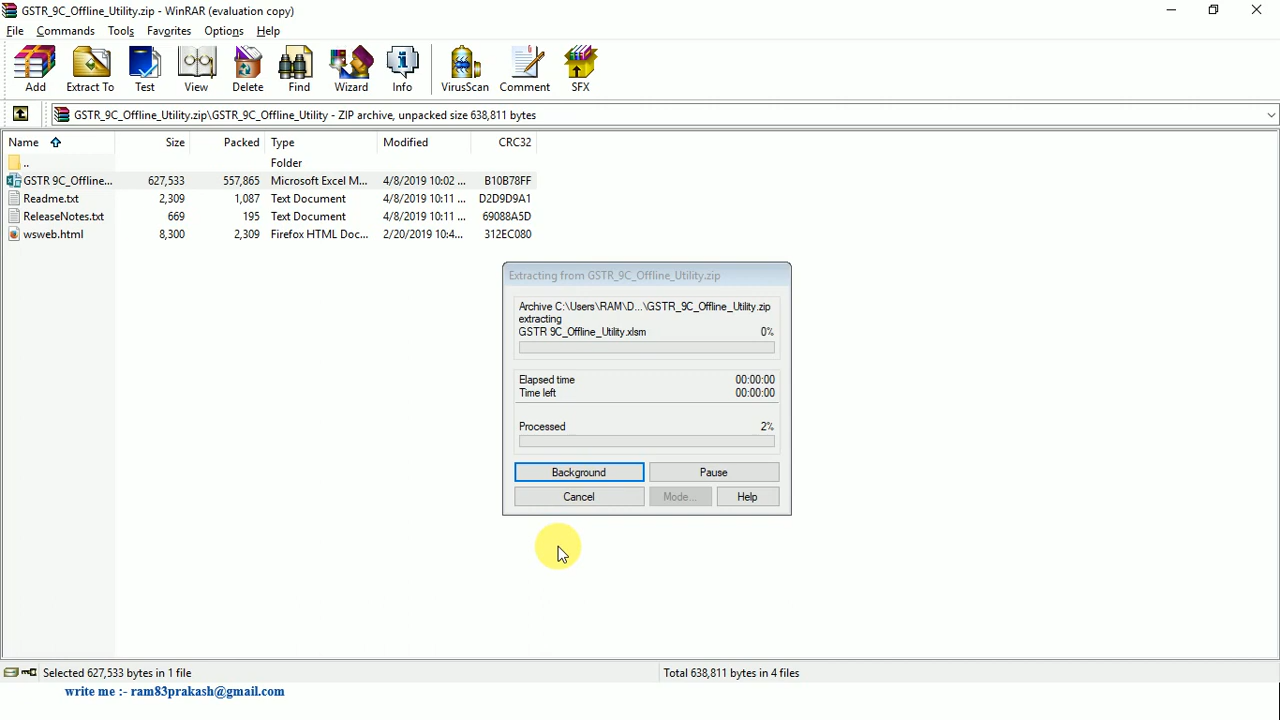 GSTR_9C_Offline_Utility.zip - WinRAR (evaluation copy)
File Commands Tools Favorites Options Help
Add Extract To Test View Delete Find Wizard Info VirusScan Comment SFX
GSTR_9C_Offline_Utility.zip\GSTR_9C_Offline_Utility - ZIP archive, unpacked size 638,811 bytes
Name Size Packed Type Modified CRC32
.. Folder
GSTR 9C_Offline... 627,533 557,865 Microsoft Excel M... 4/8/2019 10:02 ... B10B78FF
Readme.txt 2,309 1,087 Text Document 4/8/2019 10:11 ... D2D9D9A1
ReleaseNotes.txt 669 195 Text Document 4/8/2019 10:11 ... 69088A5D
wsweb.html 8,300 2,309 Firefox HTML Doc... 2/20/2019 10:4... 312EC080
Extracting from GSTR_9C_Offline_Utility.zip
Archive C:\Users\RAM\D...\GSTR_9C_Offline_Utility.zip
extracting
GSTR 9C_Offline_Utility.xlsm 0%
Elapsed time 00:00:00
Time left 00:00:00
Processed 2%
Background Pause
Cancel Mode... Help
Selected 627,533 bytes in 1 file Total 638,811 bytes in 4 files
write me :- ram83prakash@gmail.com